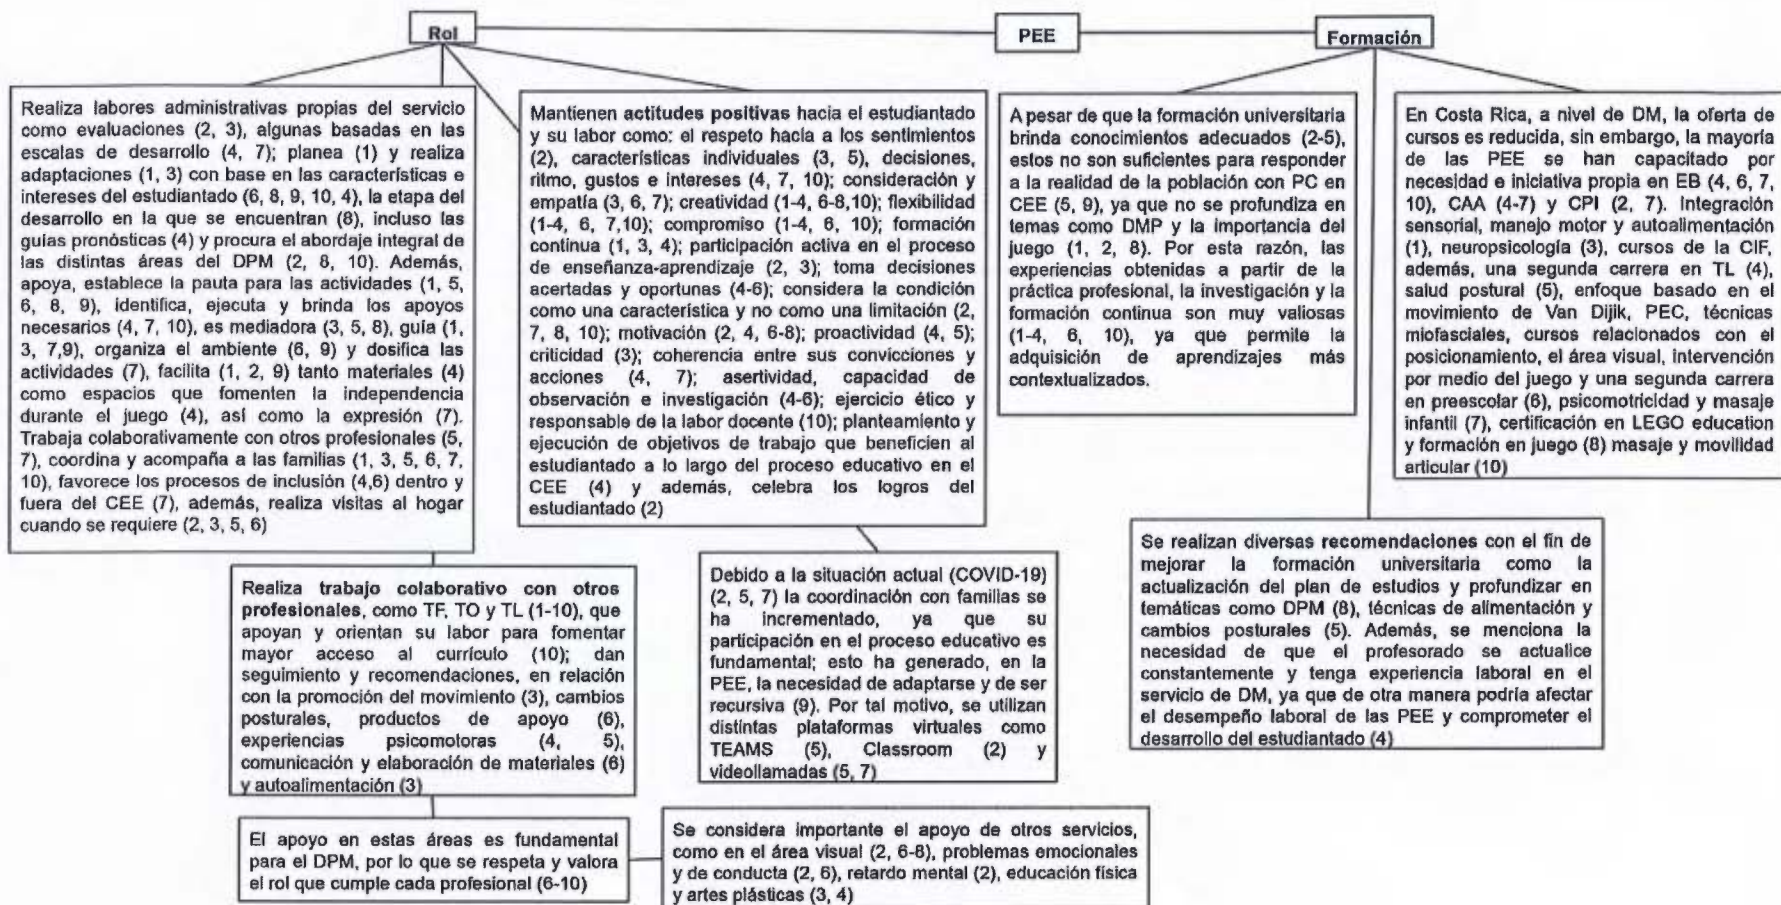 Rol
PEE
Formación
Realiza labores administrativas propias del servicio
como evaluaciones (2, 3), algunas basadas en las
escalas de desarrollo (4, 7); planea (1) y realiza
adaptaciones (1, 3) con base en las características e
intereses del estudiantado (6, 8, 9, 10, 4), la etapa del
desarrollo en la que se encuentran (8), incluso las
guías pronósticas (4) y procura el abordaje integral de
las distintas áreas del DPM (2, 8, 10). Además,
apoya, establece la pauta para las actividades (1, 5,
6, 8, 9), identifica, ejecuta y brinda los apoyos
necesarios (4, 7, 10), es mediadora (3, 5, 8), guía (1,
3, 7,9), organiza el ambiente (6, 9) y dosifica las
actividades (7), facilita (1, 2, 9) tanto materiales (4)
como espacios que fomenten la independencia
durante el juego (4), así como la expresión (7).
Trabaja colaborativamente con otros profesionales (5,
7), coordina y acompaña a las familias (1, 3, 5, 6, 7,
10), favorece los procesos de inclusión (4,6) dentro y
fuera del CEE (7), además, realiza visitas al hogar
cuando se requiere (2, 3, 5, 6)
Mantienen actitudes positivas hacia el estudiantado
y su labor como: el respeto hacia a los sentimientos
(2), características individuales (3, 5), decisiones,
ritmo, gustos e intereses (4, 7, 10); consideración y
empatía (3, 6, 7); creatividad (1-4, 6-8,10); flexibilidad
(1-4, 6, 7,10); compromiso (1-4, 6, 10); formación
continua (1, 3, 4); participación activa en el proceso
de enseñanza-aprendizaje (2, 3); toma decisiones
acertadas y oportunas (4-6); considera la condición
como una característica y no como una limitación (2,
7, 8, 10); motivación (2, 4, 6-8); proactividad (4, 5);
criticidad (3); coherencia entre sus convicciones y
acciones (4, 7); asertividad, capacidad de
observación e investigación (4-6); ejercicio ético y
responsable de la labor docente (10); planteamiento y
ejecución de objetivos de trabajo que beneficien al
estudiantado a lo largo del proceso educativo en el
CEE (4) y además, celebra los logros del
estudiantado (2)
A pesar de que la formación universitaria
brinda conocimientos adecuados (2-5),
estos no son suficientes para responder
a la realidad de la población con PC en
CEE (5, 9), ya que no se profundiza en
temas como DMP y la importancia del
juego (1, 2, 8). Por esta razón, las
experiencias obtenidas a partir de la
práctica profesional, la investigación y la
formación continua son muy valiosas
(1-4, 6, 10), ya que permite la
adquisición de aprendizajes más
contextualizados.
En Costa Rica, a nivel de DM, la oferta de
cursos es reducida, sin embargo, la mayoría
de las PEE se han capacitado por
necesidad e iniciativa propia en EB (4, 6, 7,
10), CAA (4-7) y CPI (2, 7). Integración
sensorial, manejo motor y autoalimentación
(1), neuropsicología (3), cursos de la CIF,
además, una segunda carrera en TL (4),
salud postural (5), enfoque basado en el
movimiento de Van Dijik, PEC, técnicas
miofasciales, cursos relacionados con el
posicionamiento, el área visual, intervención
por medio del juego y una segunda carrera
en preescolar (6), psicomotricidad y masaje
infantil (7), certificación en LEGO education
y formación en juego (8) masaje y movilidad
articular (10)
Realiza trabajo colaborativo con otros
profesionales, como TF, TO y TL (1-10), que
apoyan y orientan su labor para fomentar
mayor acceso al currículo (10); dan
seguimiento y recomendaciones, en relación
con la promoción del movimiento (3), cambios
posturales, productos de apoyo (6),
experiencias psicomotoras (4, 5),
comunicación y elaboración de materiales (6)
y autoalimentación (3)
Debido a la situación actual (COVID-19)
(2, 5, 7) la coordinación con familias se
ha incrementado, ya que su
participación en el proceso educativo es
fundamental; esto ha generado, en la
PEE, la necesidad de adaptarse y de ser
recursiva (9). Por tal motivo, se utilizan
distintas plataformas virtuales como
TEAMS (5), Classroom (2) y
videollamadas (5, 7)
Se realizan diversas recomendaciones con el fin de
mejorar la formación universitaria como la
actualización del plan de estudios y profundizar en
temáticas como DPM (8), técnicas de alimentación y
cambios posturales (5). Además, se menciona la
necesidad de que el profesorado se actualice
constantemente y tenga experiencia laboral en el
servicio de DM, ya que de otra manera podría afectar
el desempeño laboral de las PEE y comprometer el
desarrollo del estudiantado (4)
El apoyo en estas áreas es fundamental
para el DPM, por lo que se respeta y valora
el rol que cumple cada profesional (6-10)
Se considera importante el apoyo de otros servicios,
como en el área visual (2, 6-8), problemas emocionales
y de conducta (2, 6), retardo mental (2), educación física
y artes plásticas (3, 4)